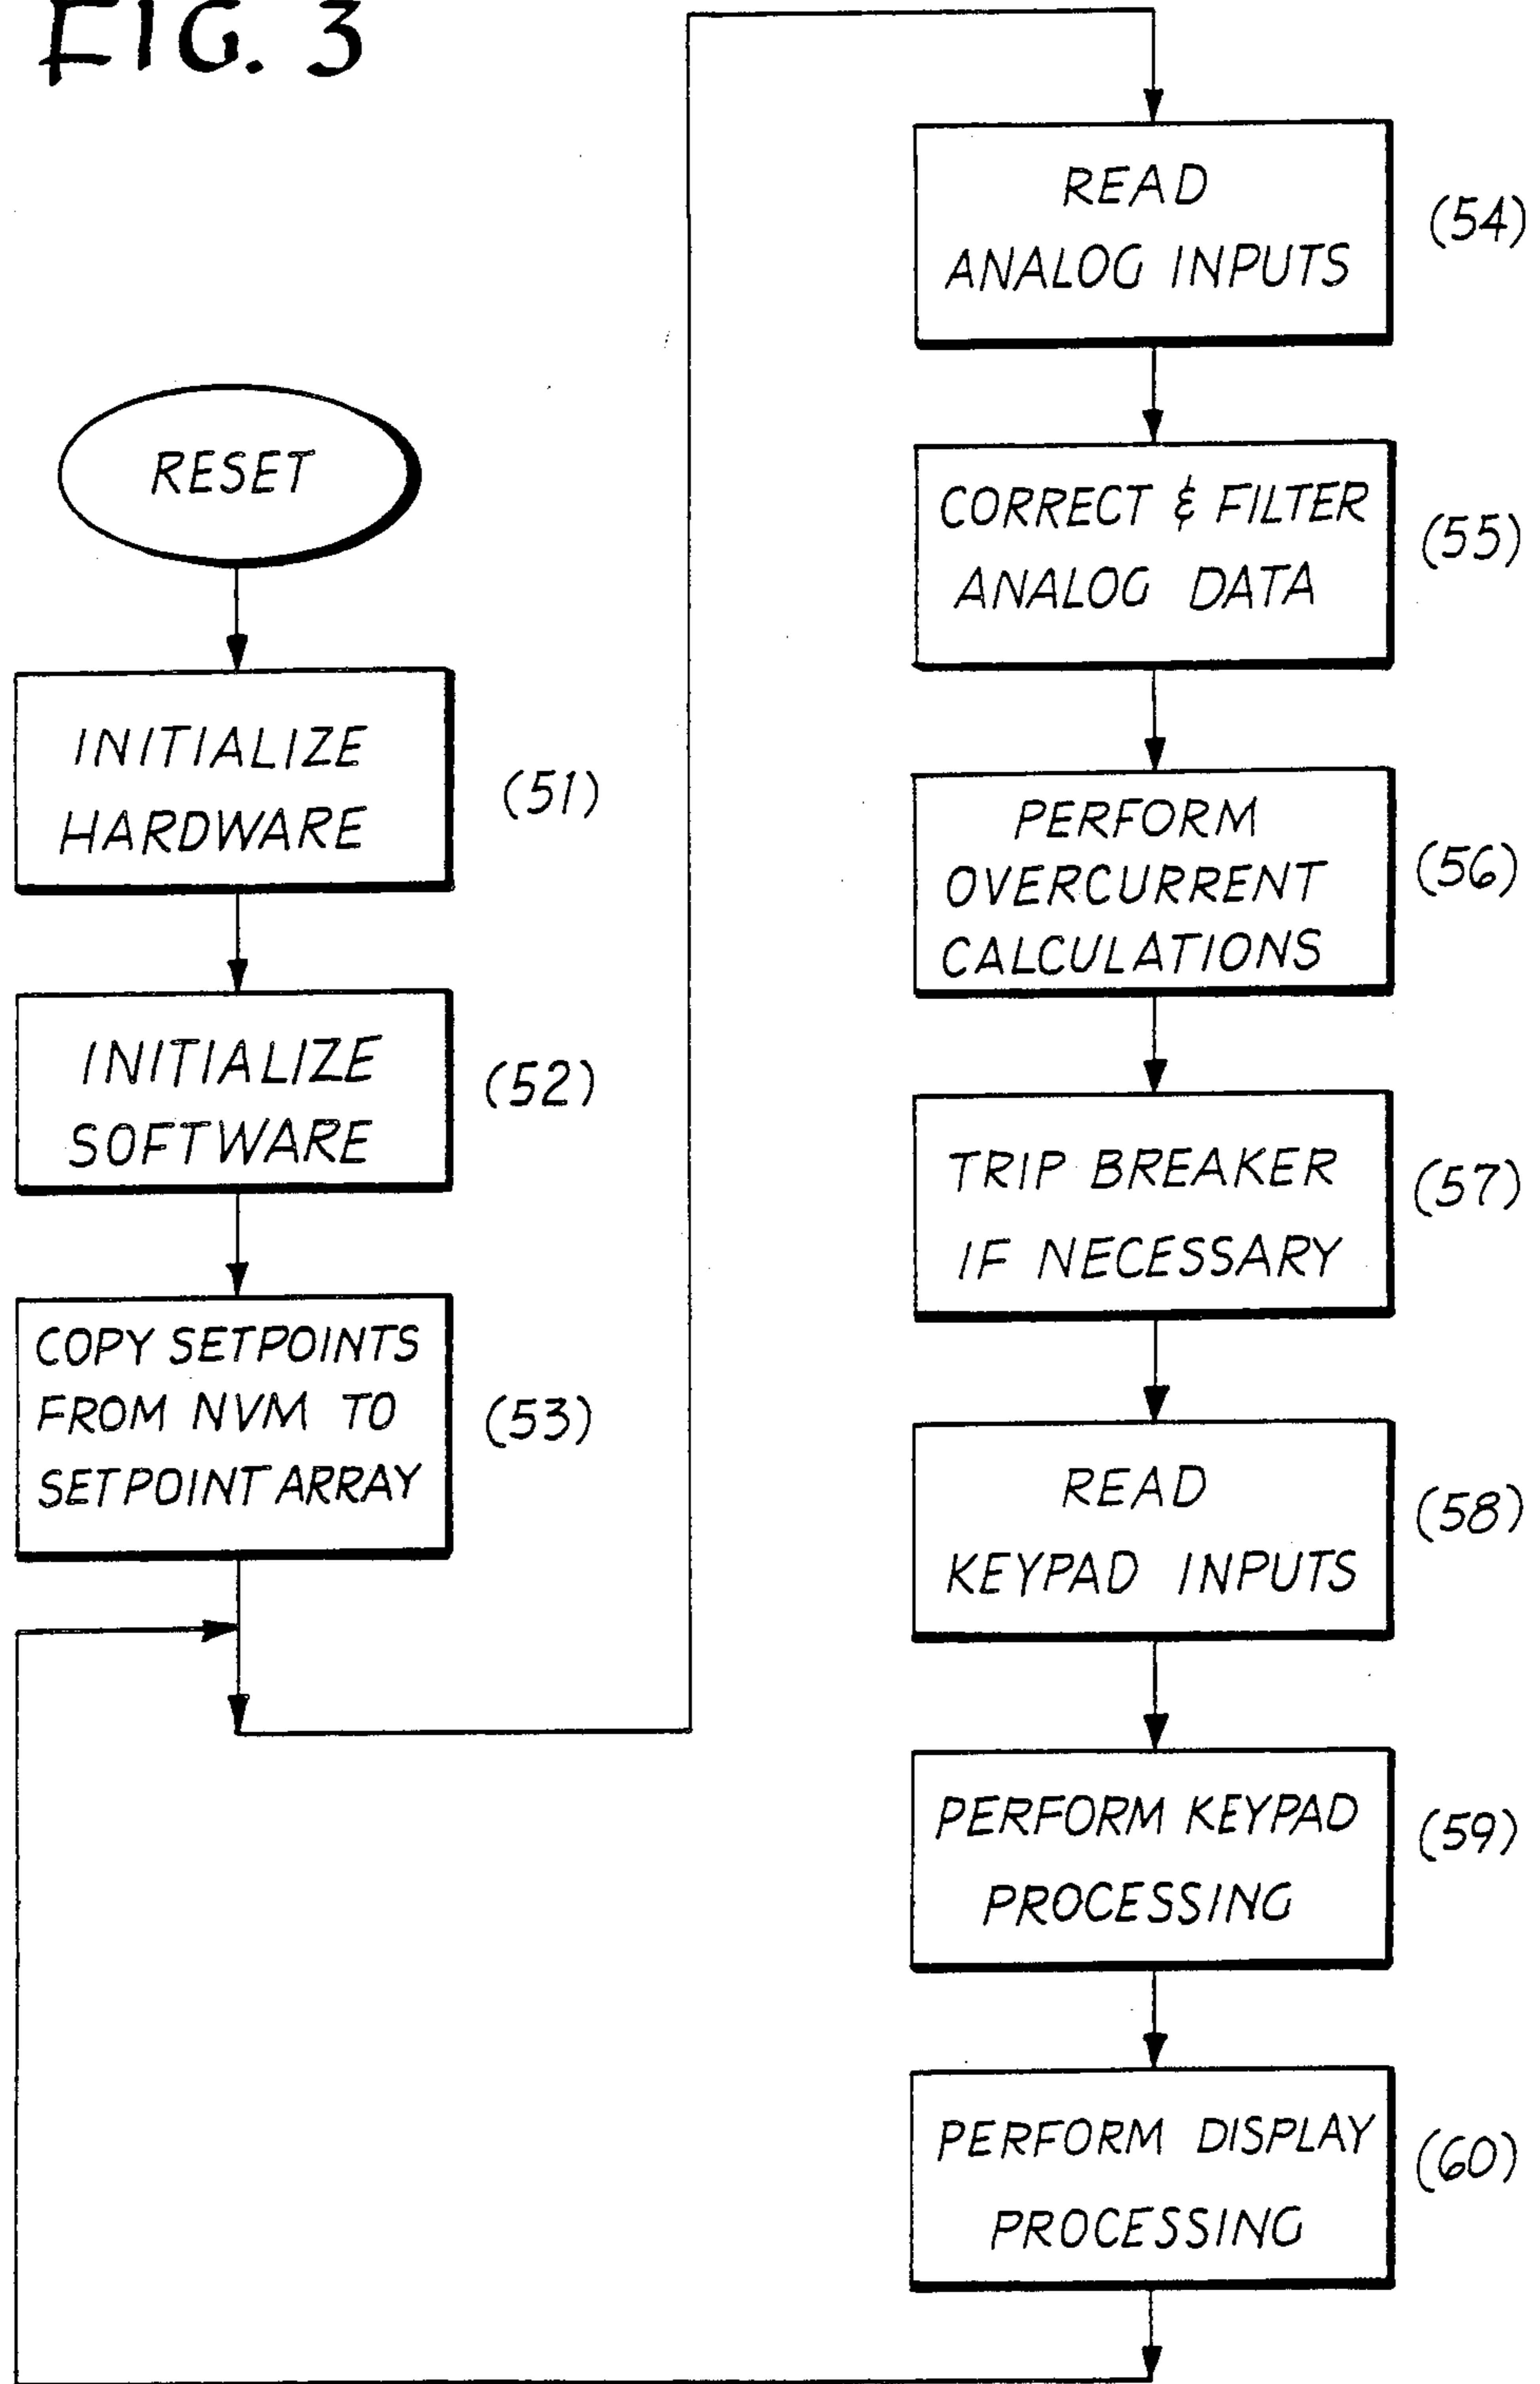 FIG. 3
RESET
INITIALIZE
HARDWARE
(51)
INITIALIZE
SOFTWARE
(52)
COPY SETPOINTS
FROM NVM TO
SETPOINT ARRAY
(53)
READ
ANALOG INPUTS
(54)
CORRECT & FILTER
ANALOG DATA
(55)
PERFORM
OVERCURRENT
CALCULATIONS
(56)
TRIP BREAKER
IF NECESSARY
(57)
READ
KEYPAD INPUTS
(58)
PERFORM KEYPAD
PROCESSING
(59)
PERFORM DISPLAY
PROCESSING
(60)